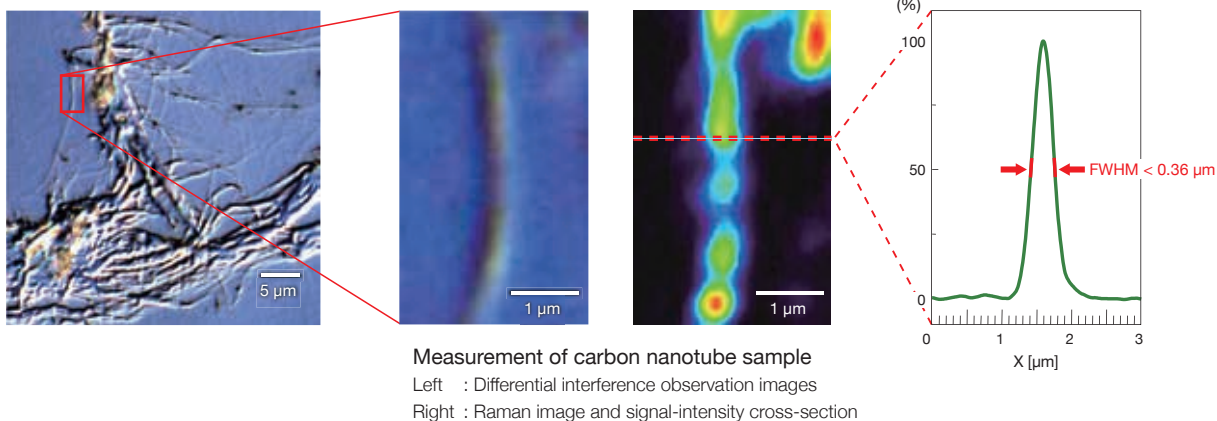 5 µm
1 µm
1 µm
(%)
100
50
0
FWHM < 0.36 µm
0
1
2
3
X [µm]
Measurement of carbon nanotube sample
Left : Differential interference observation images
Right : Raman image and signal-intensity cross-section